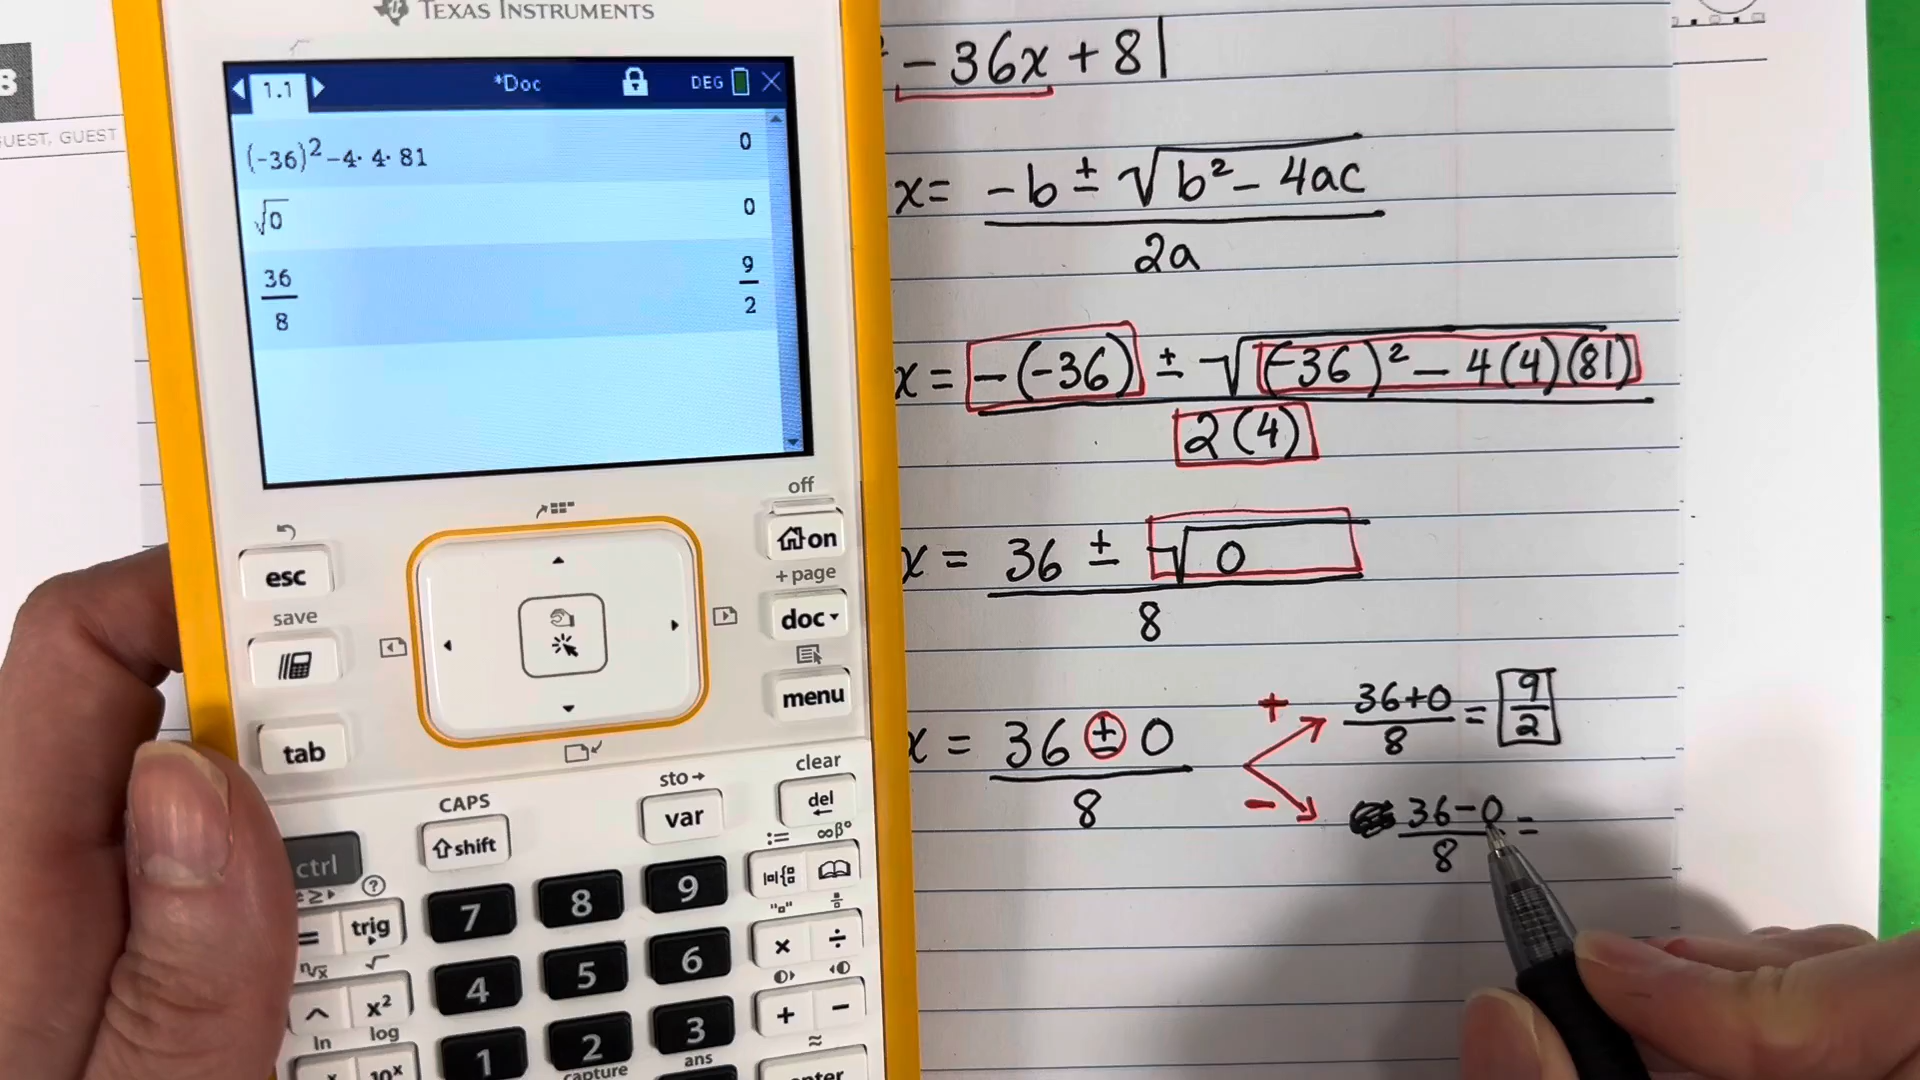 TEXAS INSTRUMENTS
1.1 *Doc DEG
(-36)²-4·4·81 0
√0 0
36/8 9/2
off
esc on
+page
save doc
tab menu
clear
CAPS sto→ del
ctrl shift var
∞β°
trig 7 8 9
× ÷
ⁿ√x √
^ x² 4 5 6
ln log + −
10ˣ 1 2 3
≈
capture ans
enter
UEST, GUEST
² - 36x + 81
x = (-b ± √(b² - 4ac))/2a
x = (-(-36) ± √((-36)² - 4(4)(81)))/2(4)
x = (36 ± √0)/8
x = (36 ± 0)/8
+ (36+0)/8 = 9/2
- (36-0)/8 =